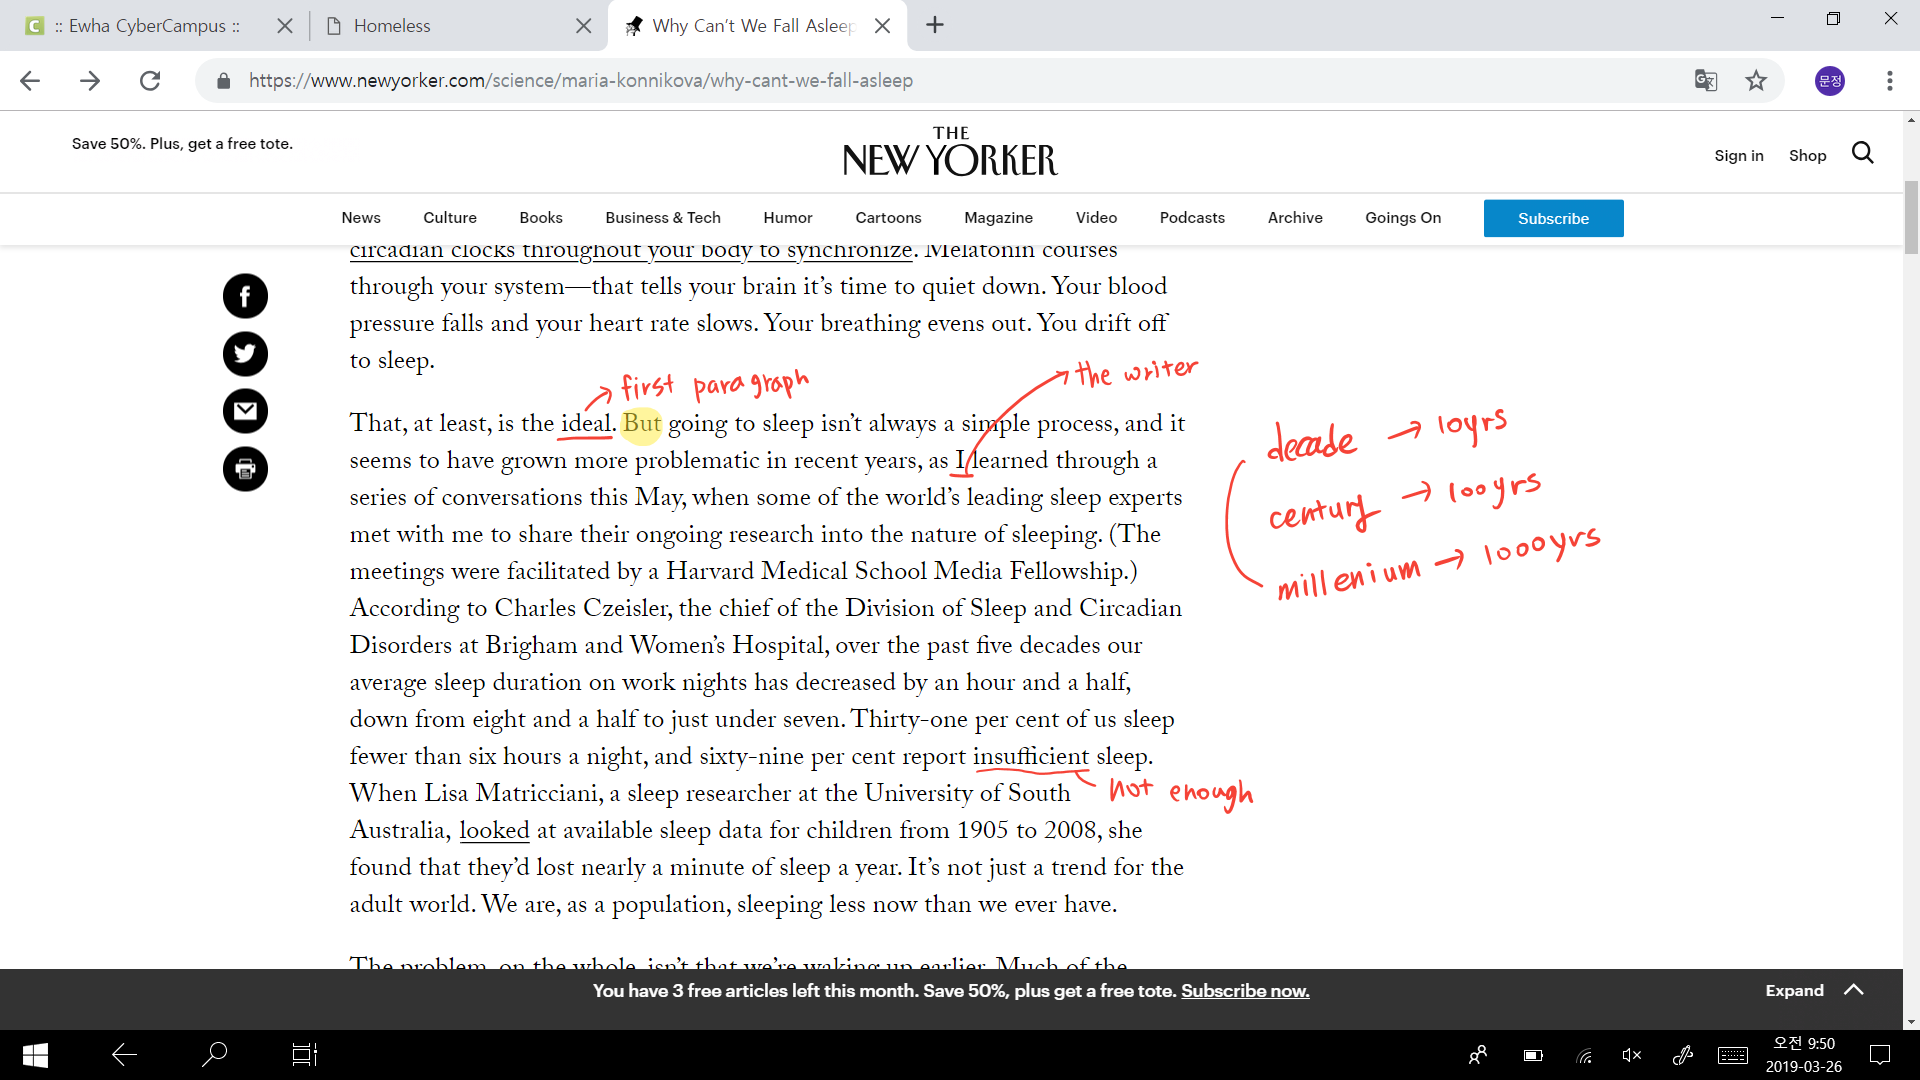 :: Ewha CyberCampus ::
Homeless
Why Can't We Fall Asleep
https://www.newyorker.com/science/maria-konnikova/why-cant-we-fall-asleep
문정
Save 50%. Plus, get a free tote.
THE
NEW YORKER
Sign in
Shop
News
Culture
Books
Business & Tech
Humor
Cartoons
Magazine
Video
Podcasts
Archive
Goings On
Subscribe
circadian clocks throughout your body to synchronize. Melatonin courses
through your system—that tells your brain it's time to quiet down. Your blood
pressure falls and your heart rate slows. Your breathing evens out. You drift off
to sleep.
first paragraph
the writer
That, at least, is the ideal. But going to sleep isn't always a simple process, and it
seems to have grown more problematic in recent years, as I learned through a
series of conversations this May, when some of the world's leading sleep experts
met with me to share their ongoing research into the nature of sleeping. (The
meetings were facilitated by a Harvard Medical School Media Fellowship.)
According to Charles Czeisler, the chief of the Division of Sleep and Circadian
Disorders at Brigham and Women's Hospital, over the past five decades our
average sleep duration on work nights has decreased by an hour and a half,
down from eight and a half to just under seven. Thirty-one per cent of us sleep
fewer than six hours a night, and sixty-nine per cent report insufficient sleep.
When Lisa Matricciani, a sleep researcher at the University of South
Australia, looked at available sleep data for children from 1905 to 2008, she
found that they'd lost nearly a minute of sleep a year. It's not just a trend for the
adult world. We are, as a population, sleeping less now than we ever have.
not enough
decade → 10yrs
century → 100yrs
millenium → 1000yrs
The problem, on the whole, isn't that we're waking up earlier. Much of the
You have 3 free articles left this month. Save 50%, plus get a free tote. Subscribe now.
Expand
오전 9:50
2019-03-26